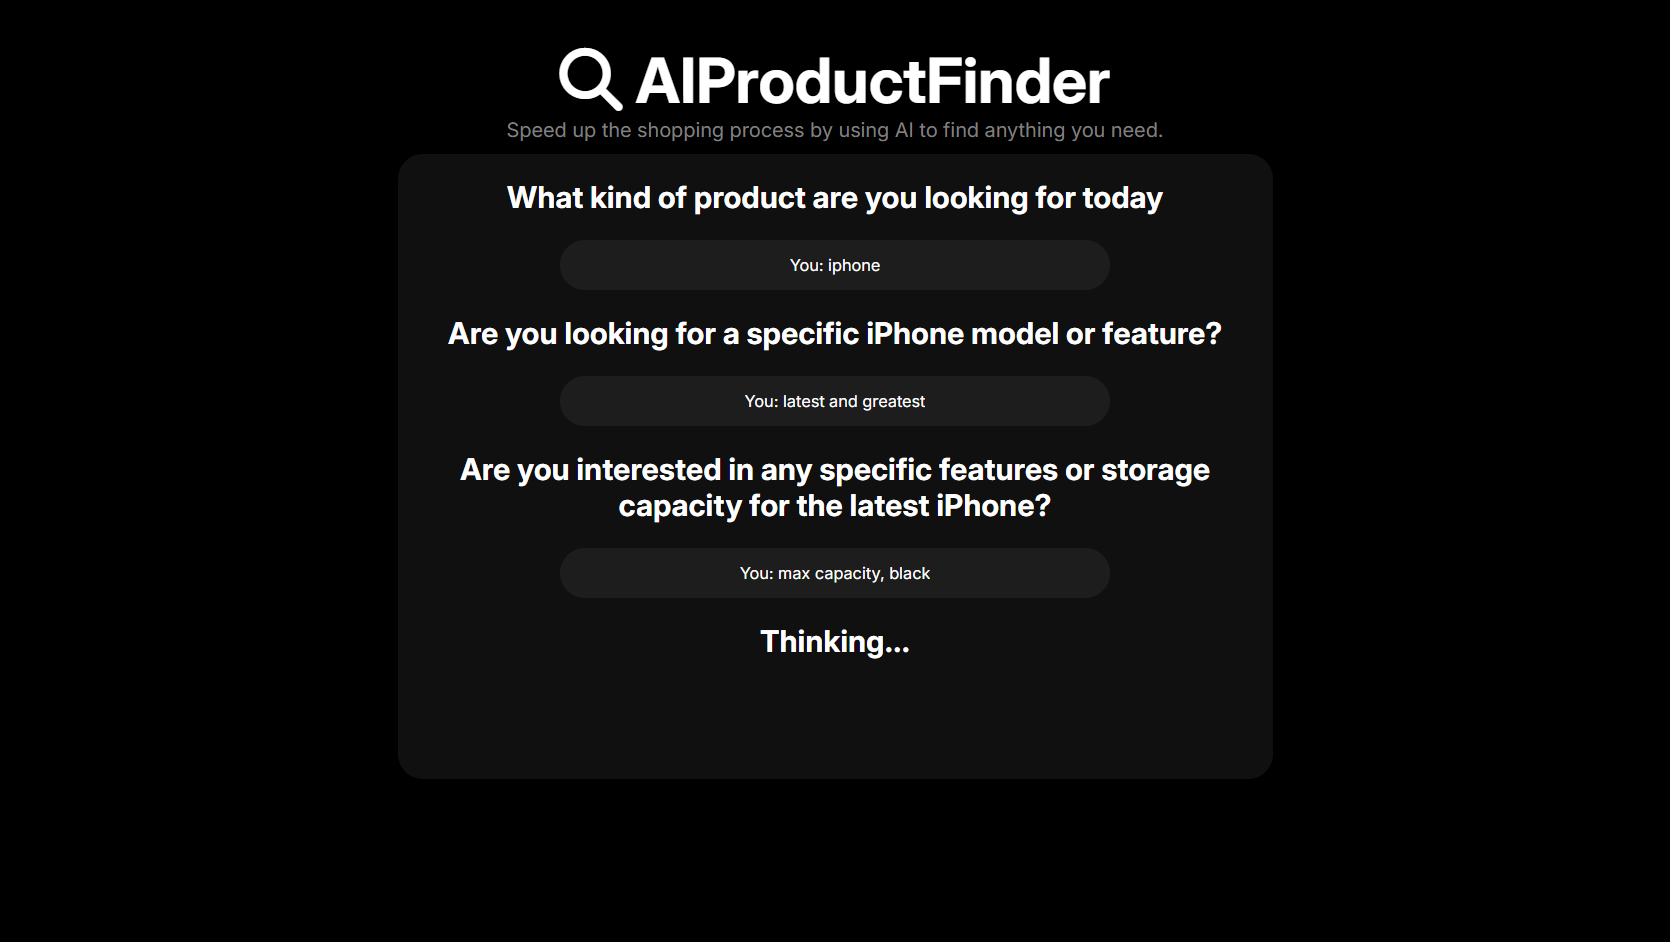 AIProductFinder
Speed up the shopping process by using AI to find anything you need.
What kind of product are you looking for today
You: iphone
Are you looking for a specific iPhone model or feature?
You: latest and greatest
Are you interested in any specific features or storage
capacity for the latest iPhone?
You: max capacity, black
Thinking...